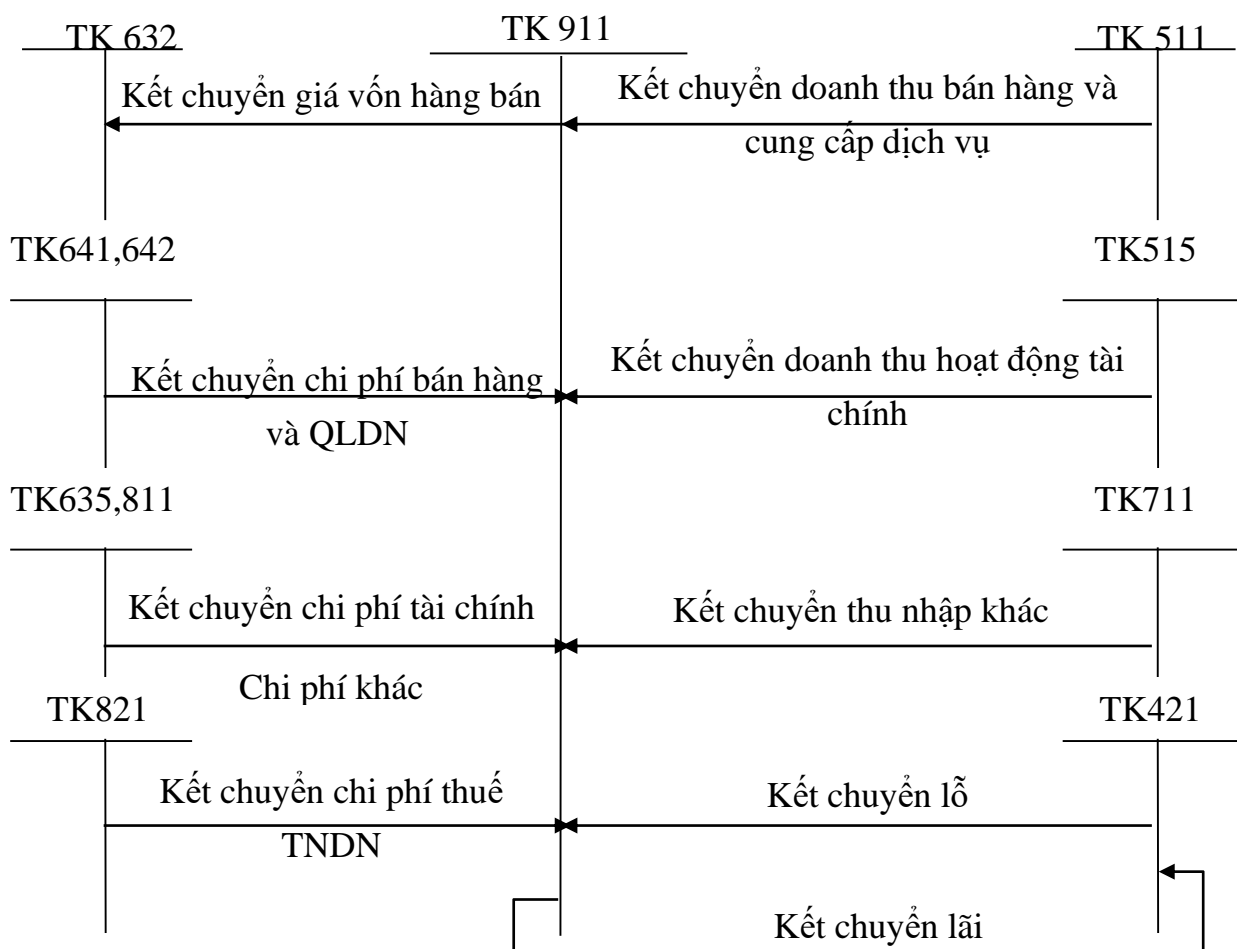 TK 632
TK 911
TK 511
Kết chuyển giá vốn hàng bán
Kết chuyển doanh thu bán hàng và
cung cấp dịch vụ
TK641,642
TK515
Kết chuyển chi phí bán hàng
và QLDN
Kết chuyển doanh thu hoạt động tài
chính
TK635,811
TK711
Kết chuyển chi phí tài chính
Chi phí khác
Kết chuyển thu nhập khác
TK821
TK421
Kết chuyển chi phí thuế
TNDN
Kết chuyển lỗ
Kết chuyển lãi